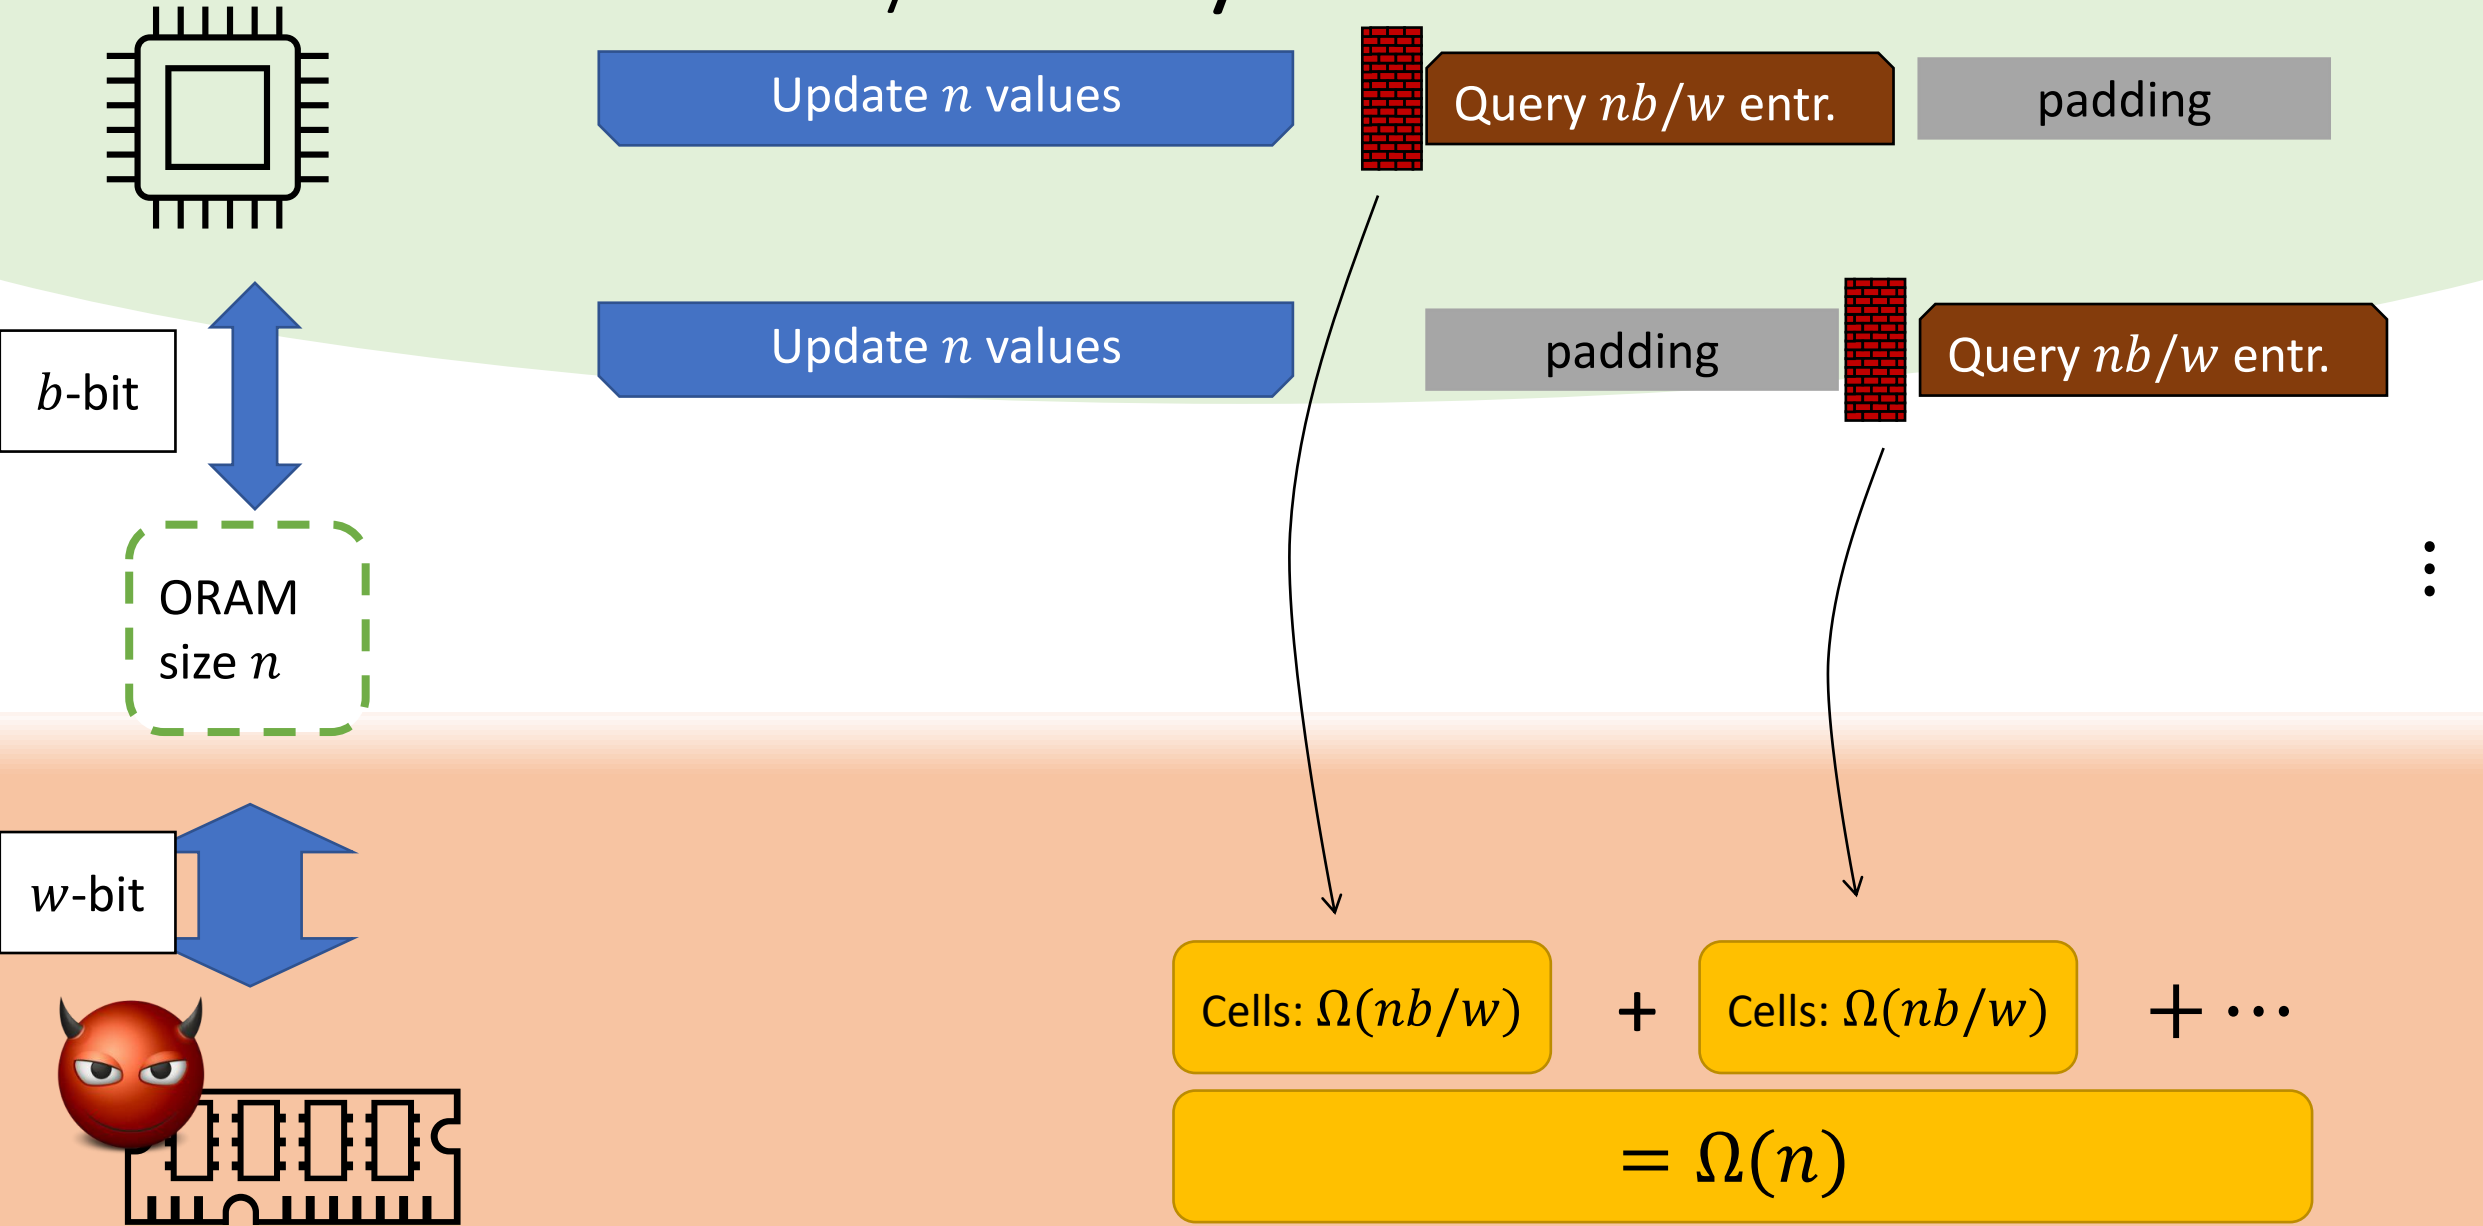 Update n values
Query nb/w entr.
padding
Update n values
padding
Query nb/w entr.
b-bit
ORAM
size n
⋮
w-bit
Cells: Ω(nb/w) + Cells: Ω(nb/w) + ⋯
= Ω(n)